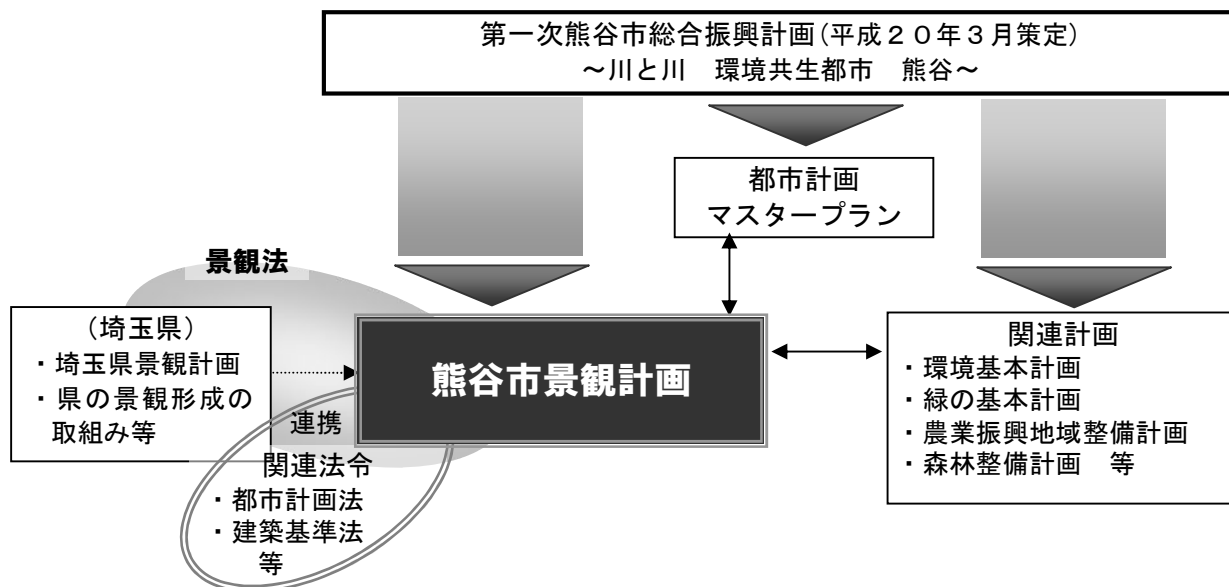 第一次熊谷市総合振興計画(平成２０年３月策定)
～川と川　環境共生都市　熊谷～
都市計画
マスタープラン
景観法
（埼玉県）
・埼玉県景観計画
・県の景観形成の
取組み等
熊谷市景観計画
連携
関連法令
・都市計画法
・建築基準法
等
関連計画
・環境基本計画
・緑の基本計画
・農業振興地域整備計画
・森林整備計画　等